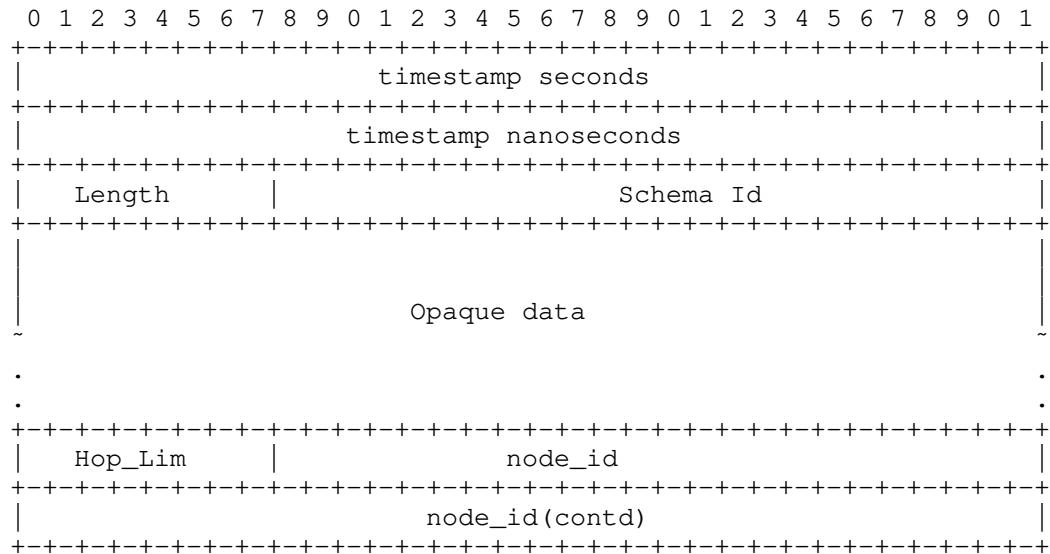 0 1 2 3 4 5 6 7 8 9 0 1 2 3 4 5 6 7 8 9 0 1 2 3 4 5 6 7 8 9 0 1
+-+-+-+-+-+-+-+-+-+-+-+-+-+-+-+-+-+-+-+-+-+-+-+-+-+-+-+-+-+-+-+-+
| timestamp seconds |
+-+-+-+-+-+-+-+-+-+-+-+-+-+-+-+-+-+-+-+-+-+-+-+-+-+-+-+-+-+-+-+-+
| timestamp nanoseconds |
+-+-+-+-+-+-+-+-+-+-+-+-+-+-+-+-+-+-+-+-+-+-+-+-+-+-+-+-+-+-+-+-+
| Length | Schema Id |
+-+-+-+-+-+-+-+-+-+-+-+-+-+-+-+-+-+-+-+-+-+-+-+-+-+-+-+-+-+-+-+-+
| |
| |
| Opaque data |
~ ~
. .
. .
+-+-+-+-+-+-+-+-+-+-+-+-+-+-+-+-+-+-+-+-+-+-+-+-+-+-+-+-+-+-+-+-+
| Hop_Lim | node_id |
+-+-+-+-+-+-+-+-+-+-+-+-+-+-+-+-+-+-+-+-+-+-+-+-+-+-+-+-+-+-+-+-+
| node_id(contd) |
+-+-+-+-+-+-+-+-+-+-+-+-+-+-+-+-+-+-+-+-+-+-+-+-+-+-+-+-+-+-+-+-+